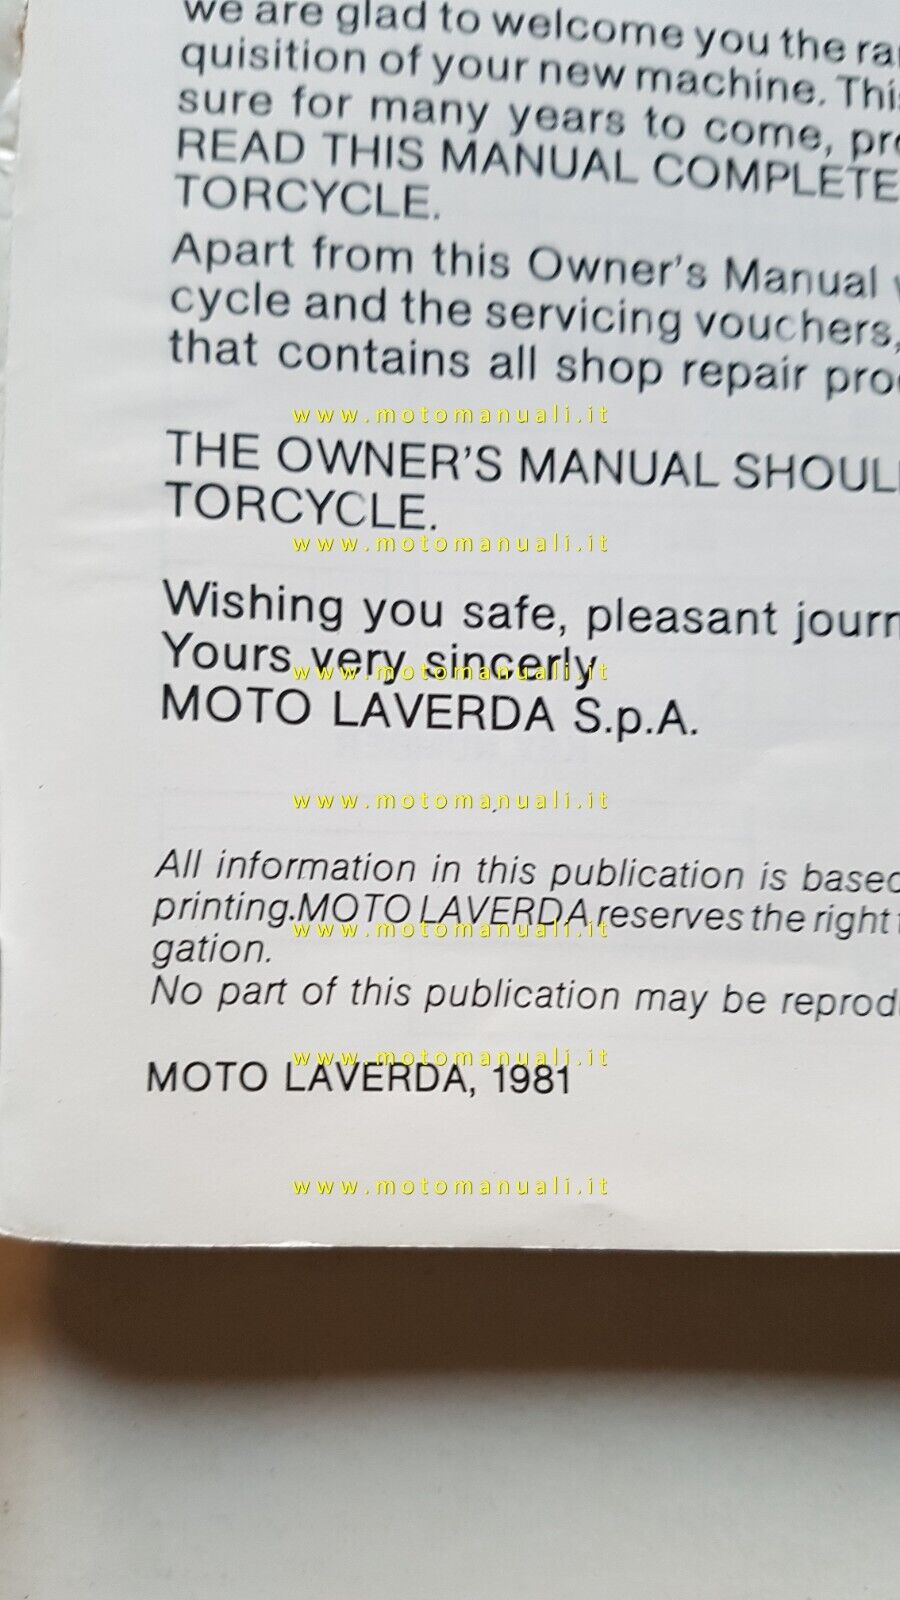 we are glad to welcome you the
quisition of your new machine. This
sure for many years to come,
READ THIS MANUAL COMPLETE
TORCYCLE.
Apart from this Owner's Manual
cycle and the servicing vouchers,
that contains all shop repair
www.motomanuali.it
THE OWNER'S MANUAL SHOUL
TORCYCLE.
www.motomanuali.it
Wishing you safe, pleasant journ
Yours very sincerly
www.motomanuali.it
MOTO LAVERDA S.p.A.
www.motomanuali.it
All information in this publication is based
printing.MOTO LAVERDA reserves the right
www.motomanuali.it
gation.
No part of this publication may be reprod
www.motomanuali.it
MOTO LAVERDA, 1981
www.motomanuali.it